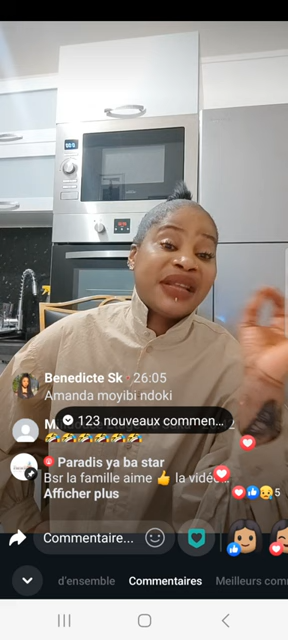 Benedicte Sk · 26:05
Amanda moyibi ndoki
123 nouveaux commen...
Paradis ya ba star
Bsr la famille aime 👍 la vidéo...
Afficher plus
5
Commentaire...
d'ensemble Commentaires Meilleurs com